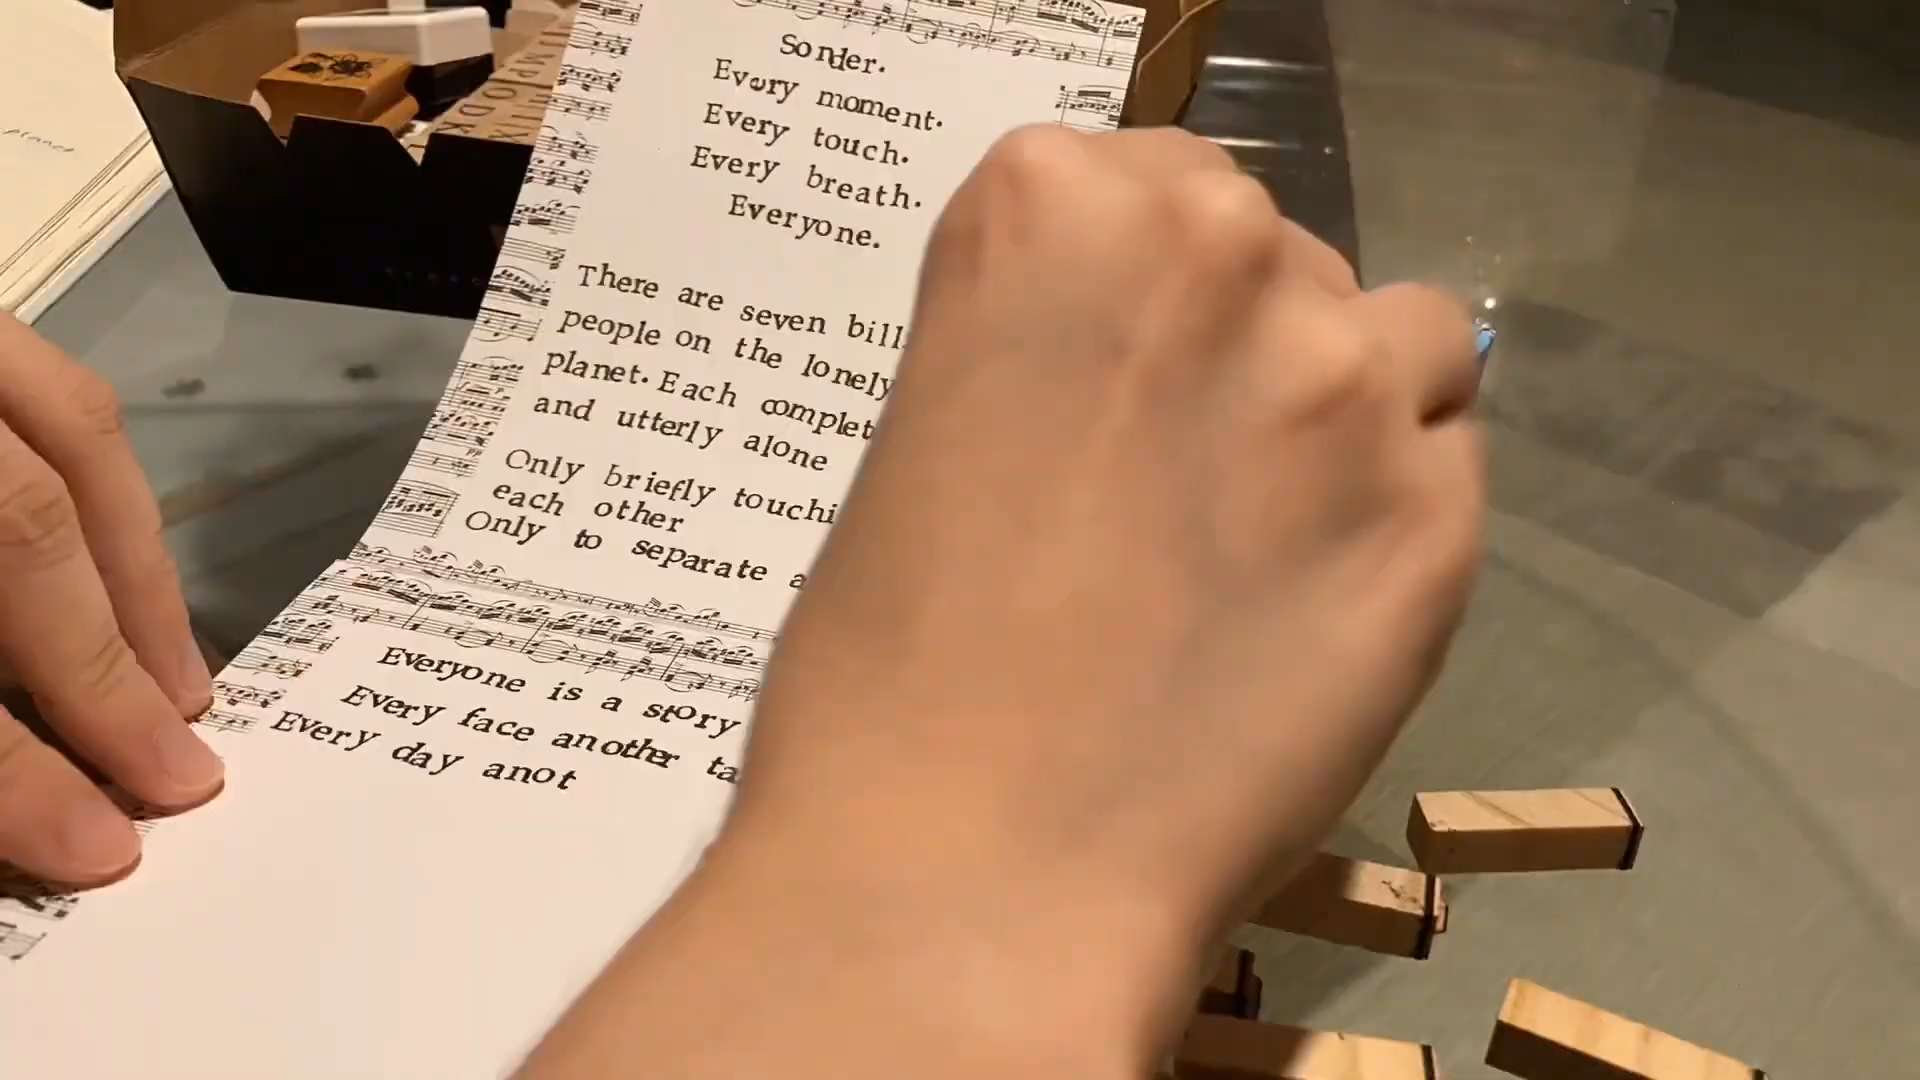 Sonder.
Every moment.
Every touch.
Every breath.
Everyone.
There are seven bill
people on the lonely
planet. Each complet
and utterly alone
Only briefly touchi
each other
Only to separate a
Everyone is a story
Every face another ta
Every day anot
planet